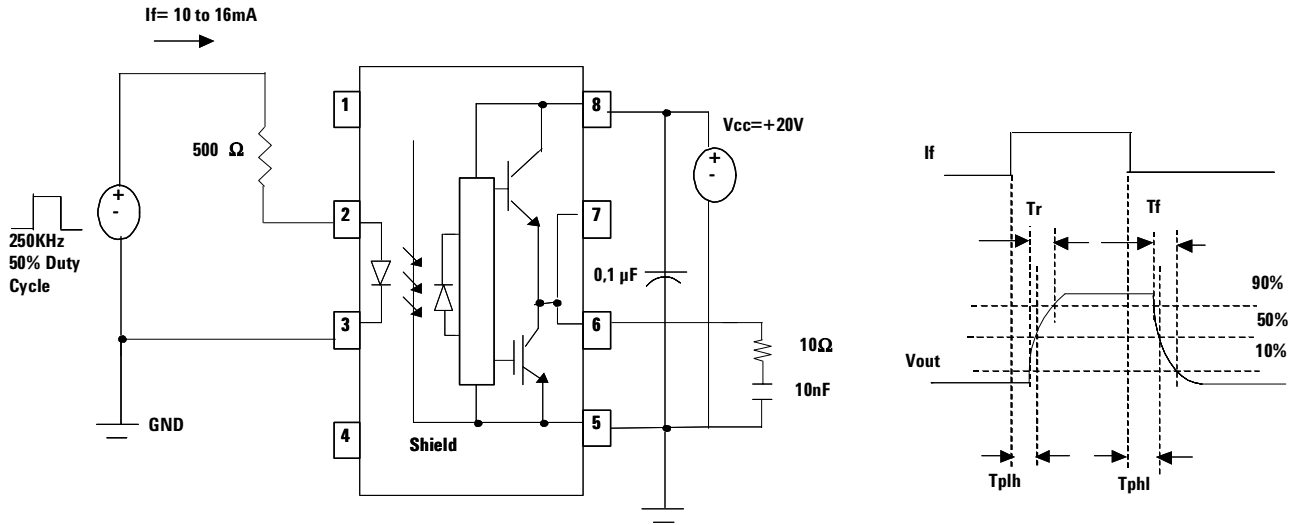 If= 10 to 16mA
1
8
Vcc=+20V
500 Ω
+
-
2
7
+
-
250KHz
50% Duty
Cycle
0,1 µF
3
6
10Ω
10nF
GND
4
Shield
5
If
Tr
Tf
90%
50%
10%
Vout
Tplh
Tphl